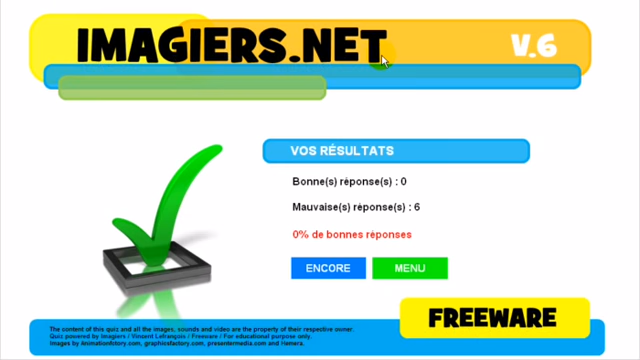 IMAGIERS.NET
V.6
VOS RÉSULTATS
Bonne(s) réponse(s) : 0
Mauvaise(s) réponse(s) : 6
0% de bonnes réponses
ENCORE
MENU
FREEWARE
The content of this quiz and all the images, sounds and video are the property of their respective owner.
Quiz powered by Imagiers / Vincent Lefrançois / Freeware / For educational purpose only.
Images by Animationfctory.com, graphicsfactory.com, presentermedia.com and Hemera.